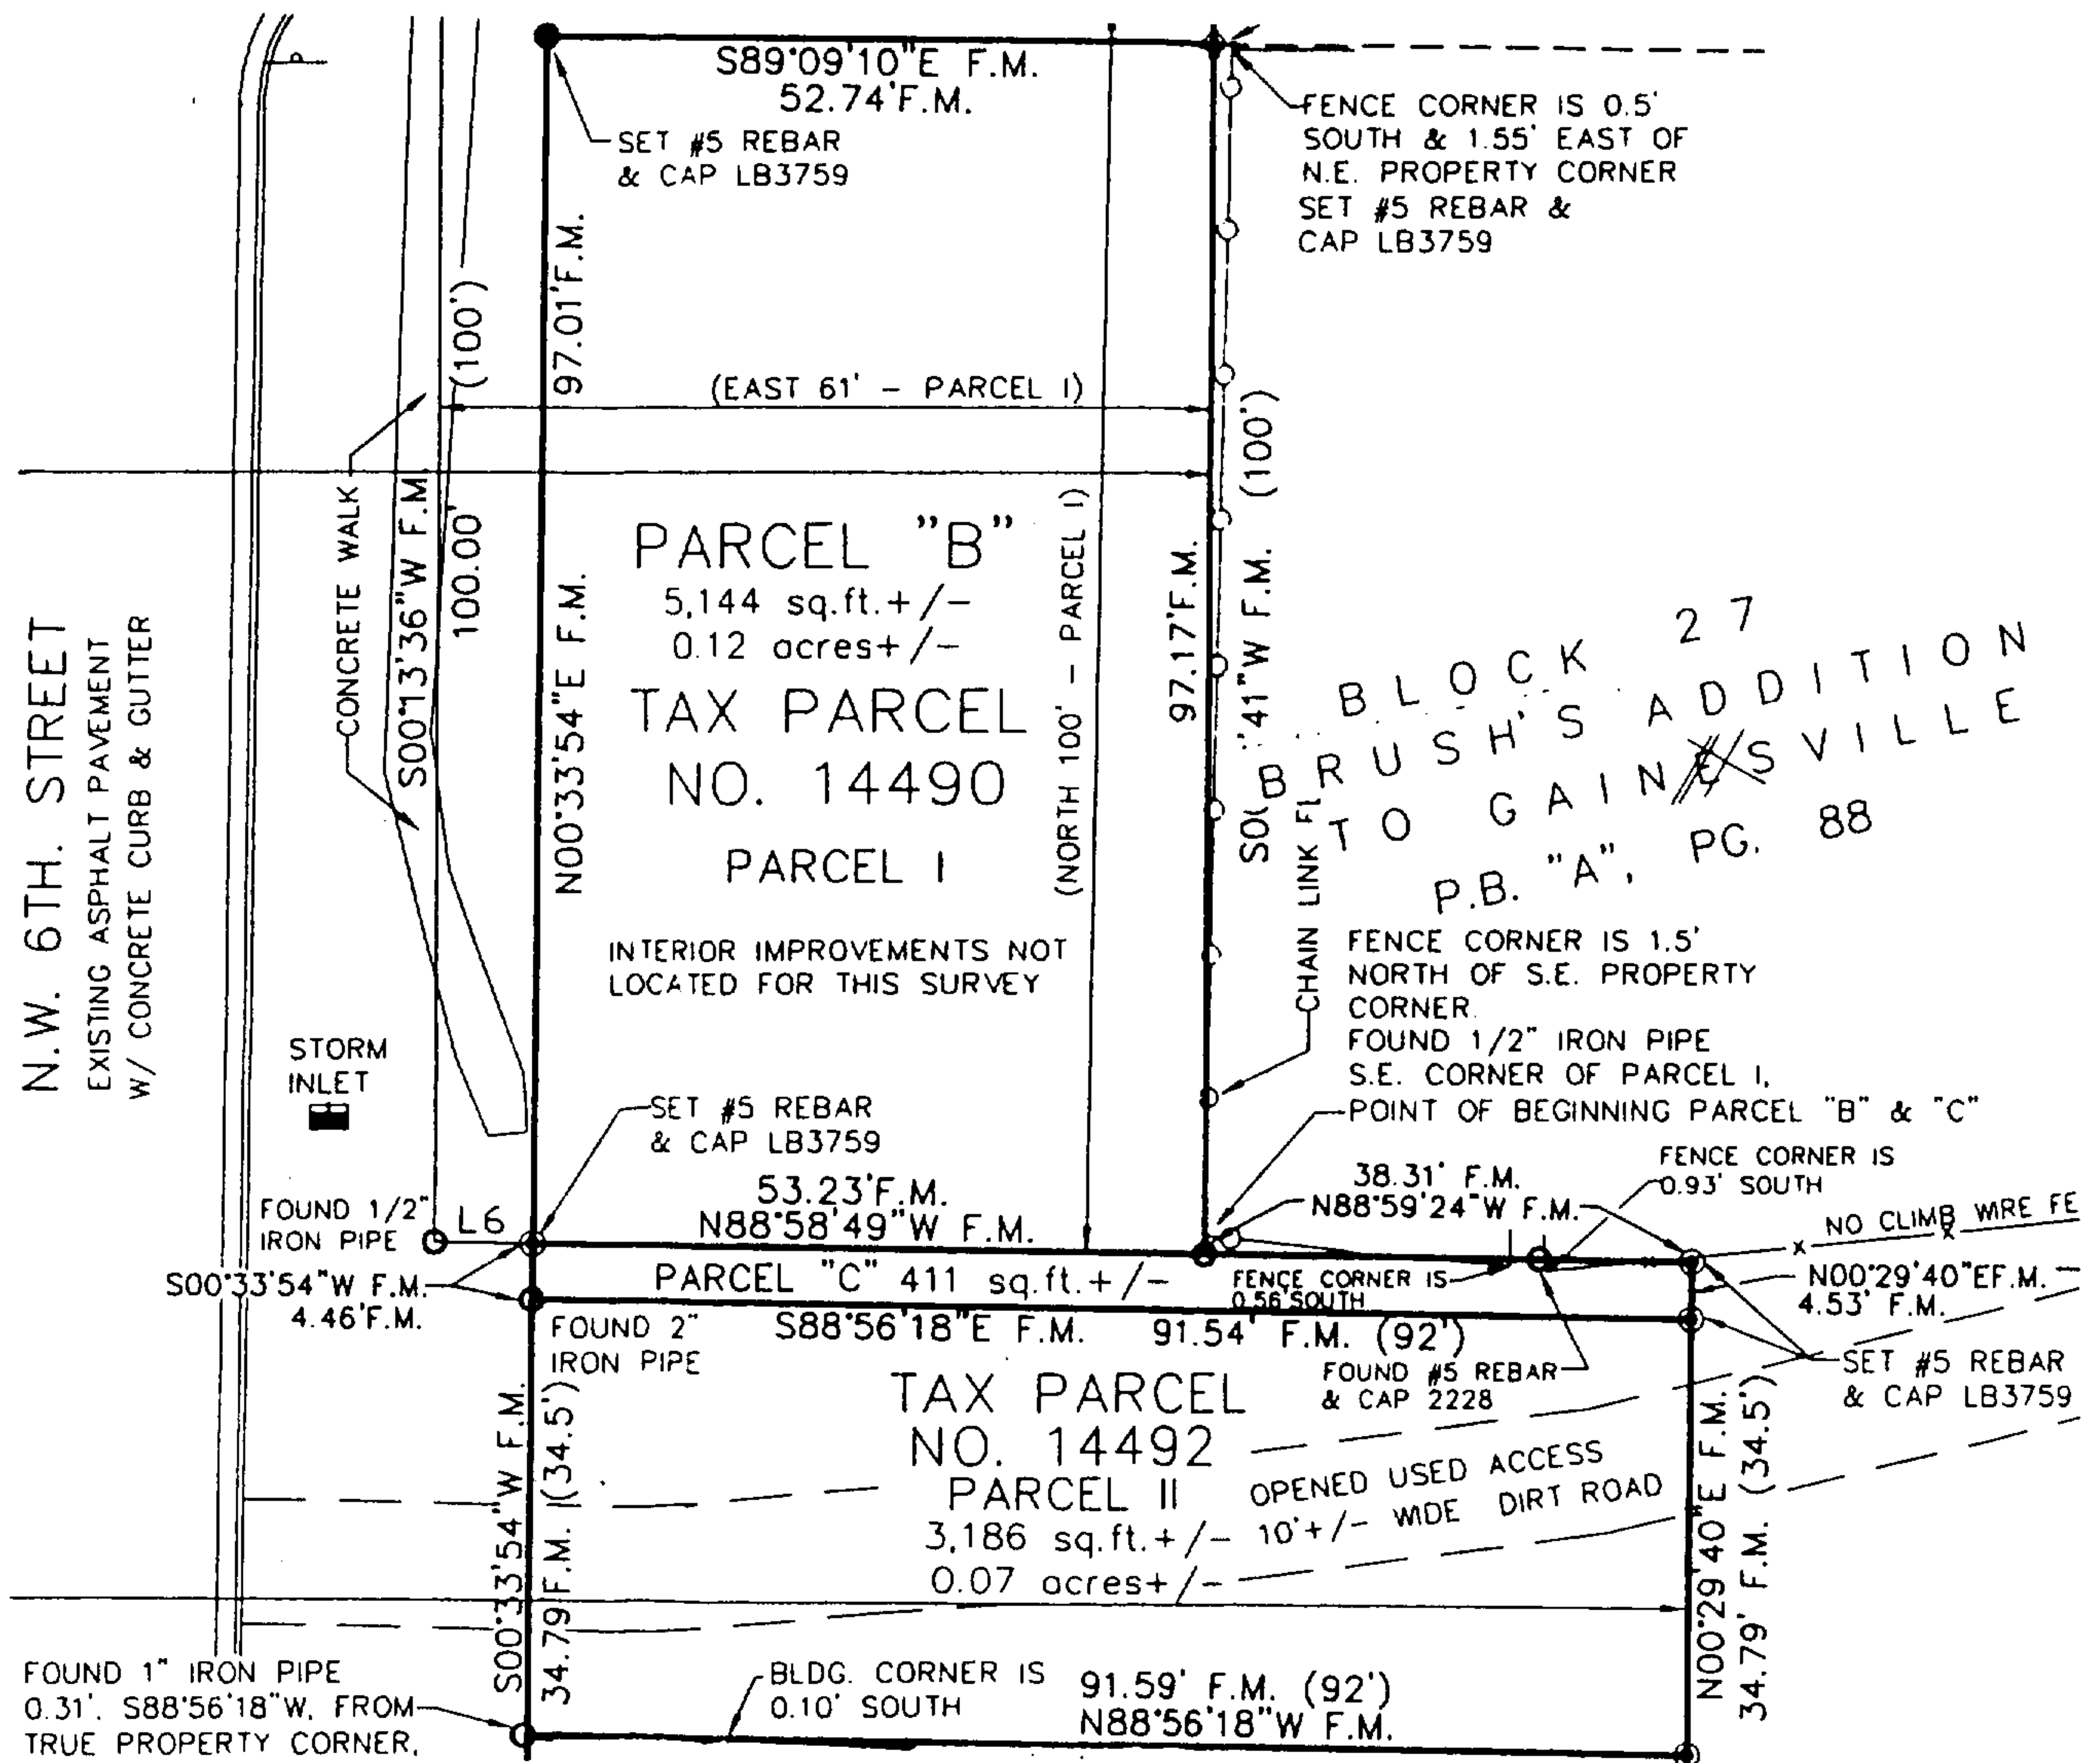 S89°09'10"E F.M.
52.74'F.M.
SET #5 REBAR
& CAP LB3759
FENCE CORNER IS 0.5'
SOUTH & 1.55' EAST OF
N.E. PROPERTY CORNER
SET #5 REBAR &
CAP LB3759
97.01'F.M.
(100')
(EAST 61' - PARCEL I)
(100')
CONCRETE WALK
S00°13'36"W F.M
100.00'
N00°33'54"E F.M.
PARCEL "B"
5,144 sq.ft.+/-
0.12 acres+/-
TAX PARCEL
NO. 14490
PARCEL I
(NORTH 100' - PARCEL I)
97.17'F.M.
'41"W F.M.
N.W. 6TH. STREET
EXISTING ASPHALT PAVEMENT
W/ CONCRETE CURB & GUTTER
BLOCK 27
BRUSH'S ADDITION
TO GAINESVILLE
P.B. "A", PG. 88
INTERIOR IMPROVEMENTS NOT
LOCATED FOR THIS SURVEY
CHAIN LINK
FENCE CORNER IS 1.5'
NORTH OF S.E. PROPERTY
CORNER.
FOUND 1/2" IRON PIPE
S.E. CORNER OF PARCEL I,
POINT OF BEGINNING PARCEL "B" & "C"
STORM
INLET
SET #5 REBAR
& CAP LB3759
53.23'F.M.
N88°58'49"W F.M.
38.31' F.M.
N88°59'24"W F.M.
FENCE CORNER IS
0.93' SOUTH
NO CLIMB WIRE FE
FOUND 1/2"
IRON PIPE
L6
S00°33'54"W F.M.
4.46'F.M.
PARCEL "C" 411 sq.ft.+/-
FENCE CORNER IS
0.56'SOUTH
N00°29'40"EF.M.
4.53' F.M.
FOUND 2"
IRON PIPE
S88°56'18"E F.M. 91.54' F.M. (92')
FOUND #5 REBAR
& CAP 2228
SET #5 REBAR
& CAP LB3759
TAX PARCEL
NO. 14492
PARCEL II
3,186 sq.ft.+/-
0.07 acres+/-
OPENED USED ACCESS
10'+/- WIDE DIRT ROAD
S00°33'54"W F.M.
34.79F.M. (34.5')
N00°29'40"E F.M.
34.79' F.M. (34.5')
FOUND 1" IRON PIPE
0.31', S88°56'18"W, FROM
TRUE PROPERTY CORNER,
BLDG. CORNER IS
0.10' SOUTH
91.59' F.M. (92')
N88°56'18"W F.M.